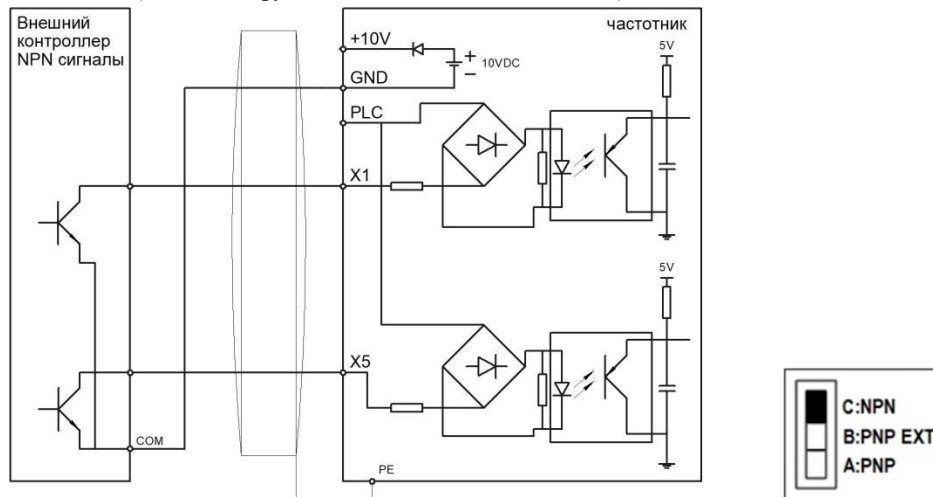 Внешний
контроллер
NPN сигналы
частотник
+10V
5V
+
10VDC
−
GND
PLC
X1
5V
X5
COM
PE
C:NPN
B:PNP EXT
A:PNP